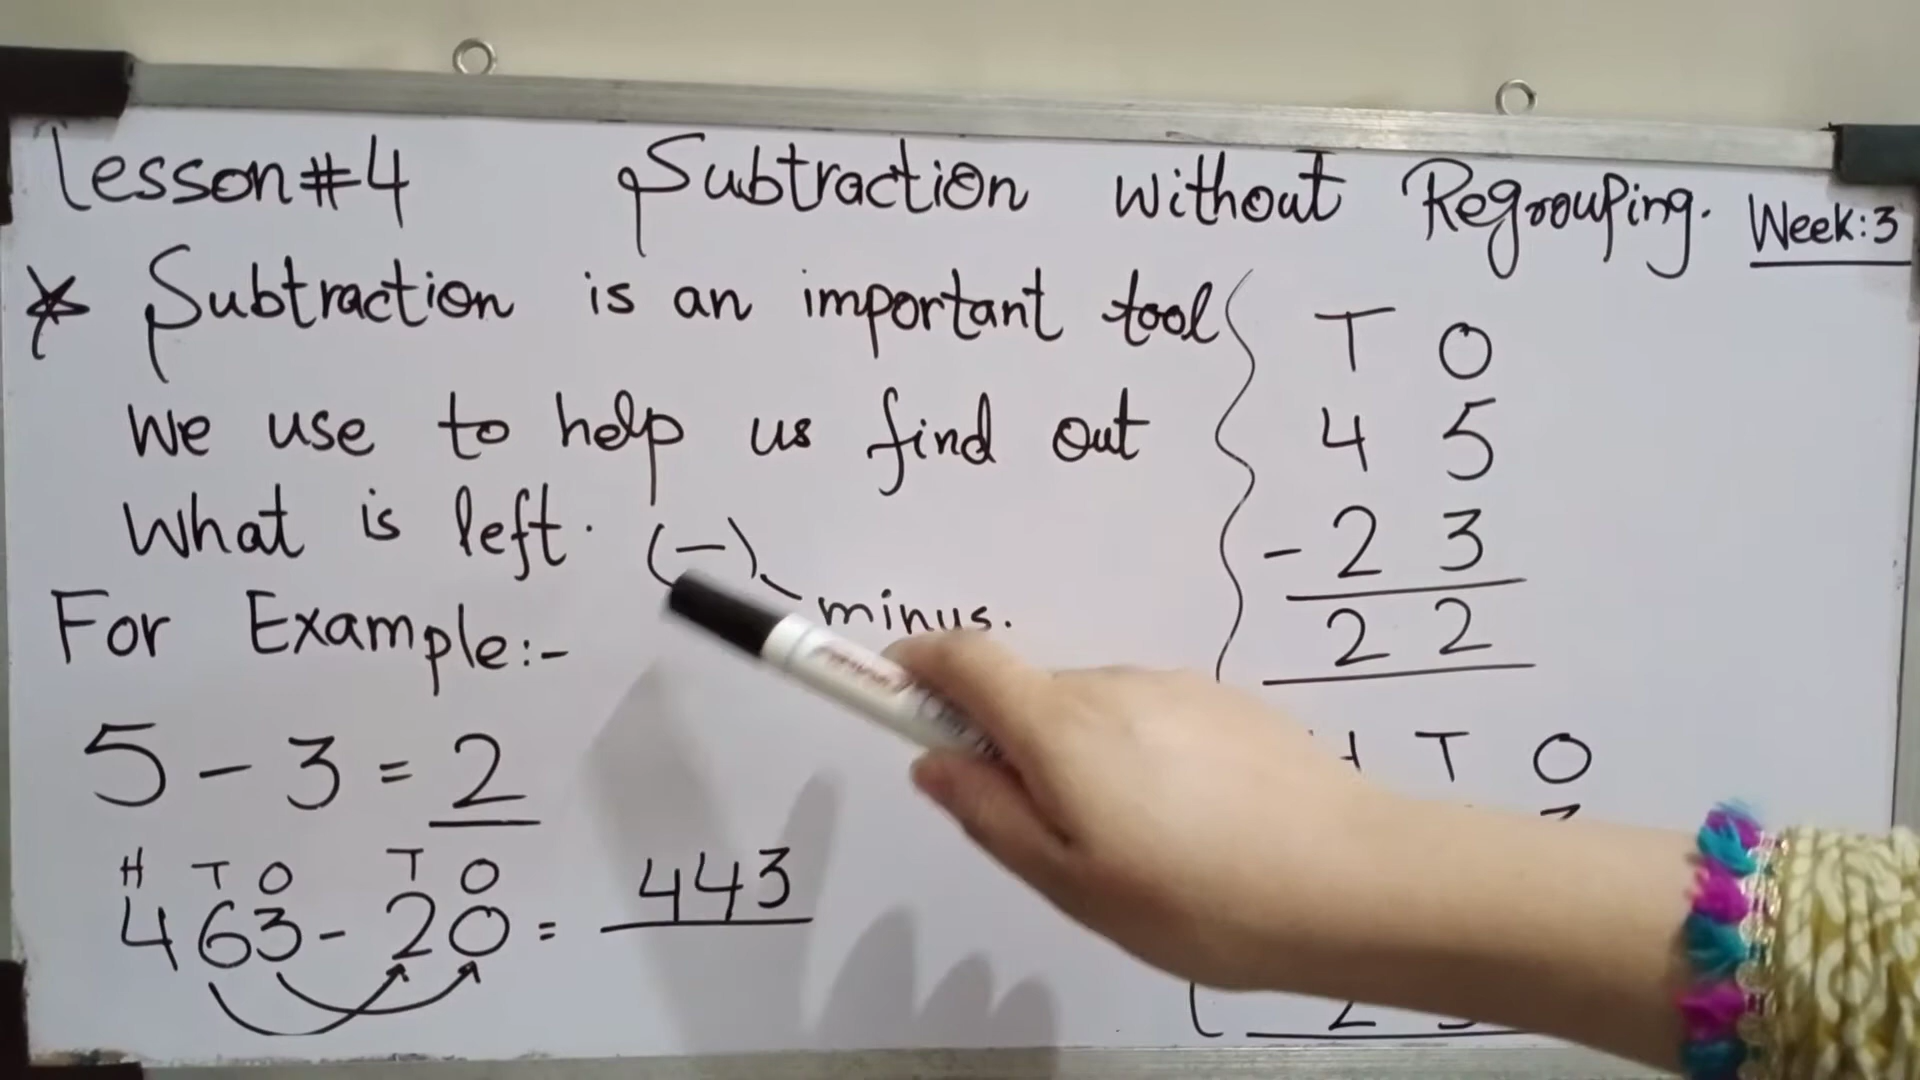 Lesson#4 Subtraction without Regrouping. Week:3
* Subtraction is an important tool
we use to help us find out
what is left. (-) minus.
For Example:-
5 - 3 = 2
H T O T O
463 - 20 = 443
T O
4 5
- 2 3
2 2
T O